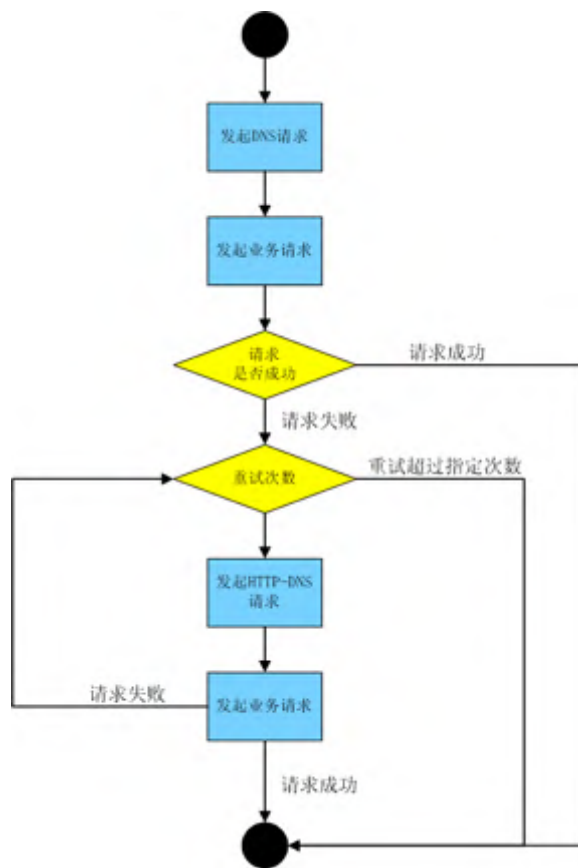 发起DNS请求
发起业务请求
请求
是否成功
请求成功
请求失败
重试次数
重试超过指定次数
发起HTTP-DNS
请求
请求失败
发起业务请求
请求成功